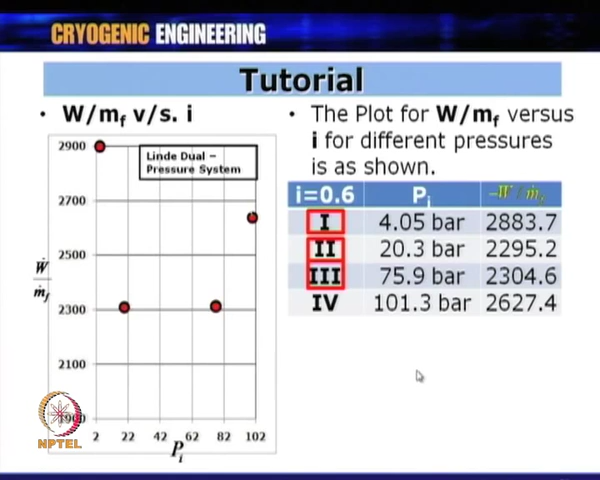 CRYOGENIC ENGINEERING
Tutorial
• W/mf v/s. i
2900
2700
2500
2300
2100
1900
Linde Dual –
Pressure System
Ẇ
ṁf
2 22 42 62 82 102
Pi
NPTEL
• The Plot for W/mf versus
i for different pressures
is as shown.
i=0.6 Pi -Ẇ/ṁf
I 4.05 bar 2883.7
II 20.3 bar 2295.2
III 75.9 bar 2304.6
IV 101.3 bar 2627.4